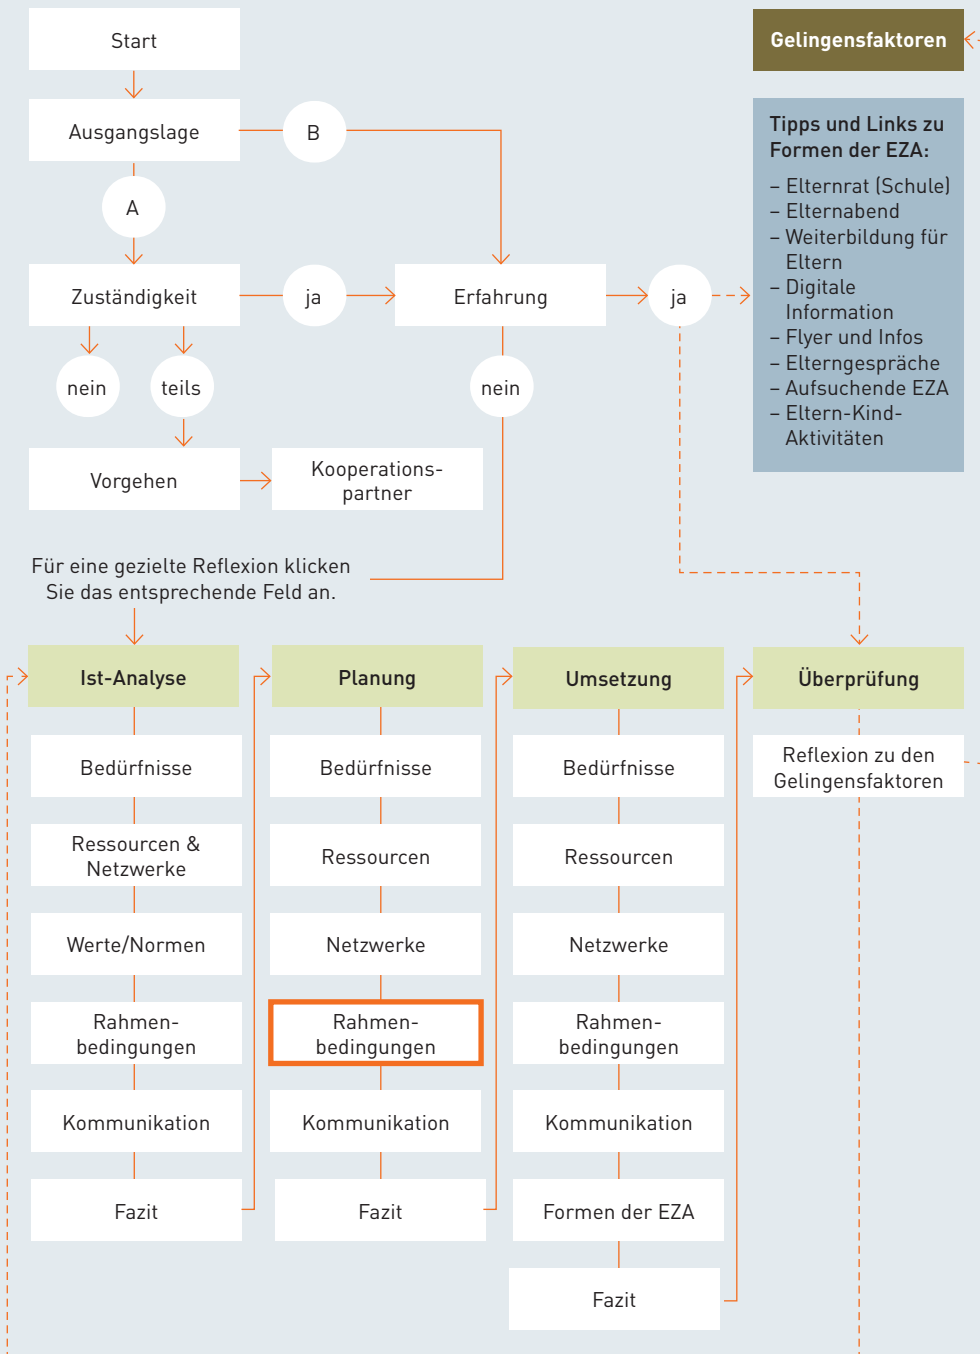 Start
Gelingensfaktoren
Ausgangslage
B
A
Tipps und Links zu
Formen der EZA:
– Elternrat (Schule)
– Elternabend
– Weiterbildung für
Eltern
– Digitale
Information
– Flyer und Infos
– Elterngespräche
– Aufsuchende EZA
– Eltern-Kind-
Aktivitäten
Zuständigkeit
ja
Erfahrung
ja
nein
teils
nein
Vorgehen
Kooperations-
partner
Für eine gezielte Reflexion klicken
Sie das entsprechende Feld an.
Ist-Analyse
Bedürfnisse
Ressourcen &
Netzwerke
Werte/Normen
Rahmen-
bedingungen
Kommunikation
Fazit
Planung
Bedürfnisse
Ressourcen
Netzwerke
Rahmen-
bedingungen
Kommunikation
Fazit
Umsetzung
Bedürfnisse
Ressourcen
Netzwerke
Rahmen-
bedingungen
Kommunikation
Formen der EZA
Fazit
Überprüfung
Reflexion zu den
Gelingensfaktoren